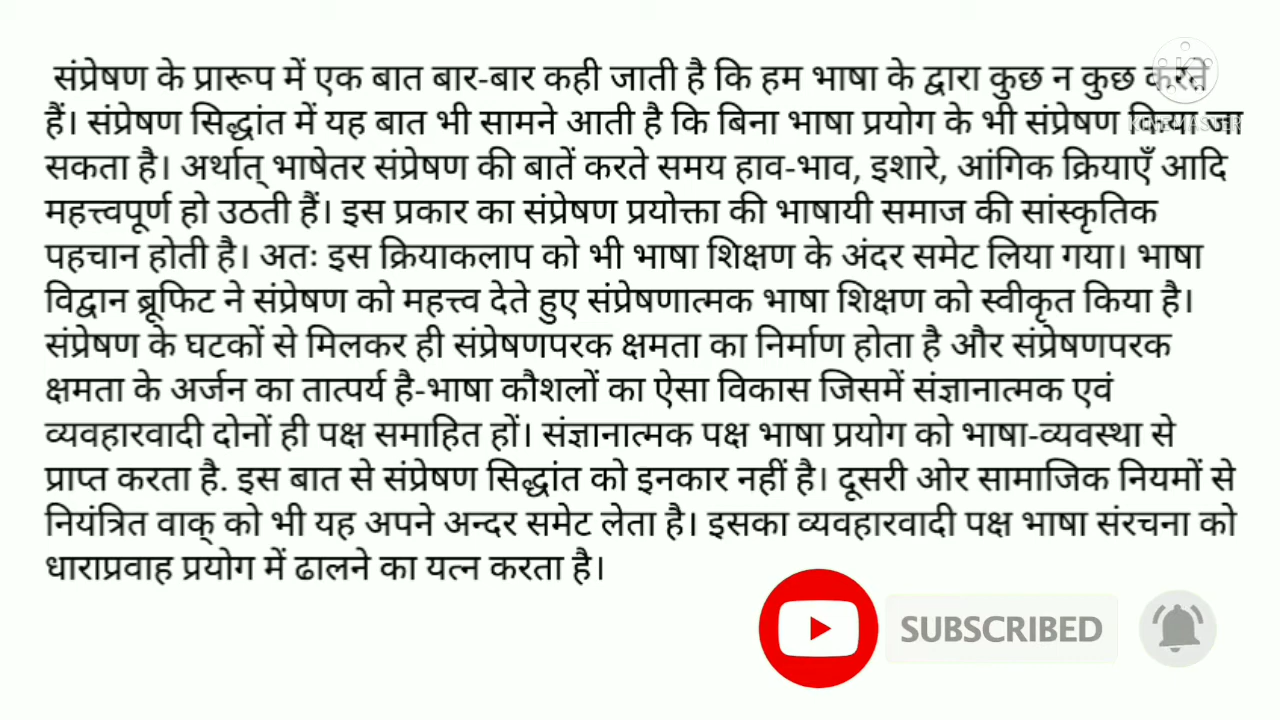 संप्रेषण के प्रारूप में एक बात बार-बार कही जाती है कि हम भाषा के द्वारा कुछ न कुछ करते
हैं। संप्रेषण सिद्धांत में यह बात भी सामने आती है कि बिना भाषा प्रयोग के भी संप्रेषण किया जा
सकता है। अर्थात् भाषेतर संप्रेषण की बातें करते समय हाव-भाव, इशारे, आंगिक क्रियाएँ आदि
महत्त्वपूर्ण हो उठती हैं। इस प्रकार का संप्रेषण प्रयोक्ता की भाषायी समाज की सांस्कृतिक
पहचान होती है। अतः इस क्रियाकलाप को भी भाषा शिक्षण के अंदर समेट लिया गया। भाषा
विद्वान ब्रूफिट ने संप्रेषण को महत्त्व देते हुए संप्रेषणात्मक भाषा शिक्षण को स्वीकृत किया है।
संप्रेषण के घटकों से मिलकर ही संप्रेषणपरक क्षमता का निर्माण होता है और संप्रेषणपरक
क्षमता के अर्जन का तात्पर्य है-भाषा कौशलों का ऐसा विकास जिसमें संज्ञानात्मक एवं
व्यवहारवादी दोनों ही पक्ष समाहित हों। संज्ञानात्मक पक्ष भाषा प्रयोग को भाषा-व्यवस्था से
प्राप्त करता है. इस बात से संप्रेषण सिद्धांत को इनकार नहीं है। दूसरी ओर सामाजिक नियमों से
नियंत्रित वाक् को भी यह अपने अन्दर समेट लेता है। इसका व्यवहारवादी पक्ष भाषा संरचना को
धाराप्रवाह प्रयोग में ढालने का यत्न करता है।
KINEMASTER
SUBSCRIBED